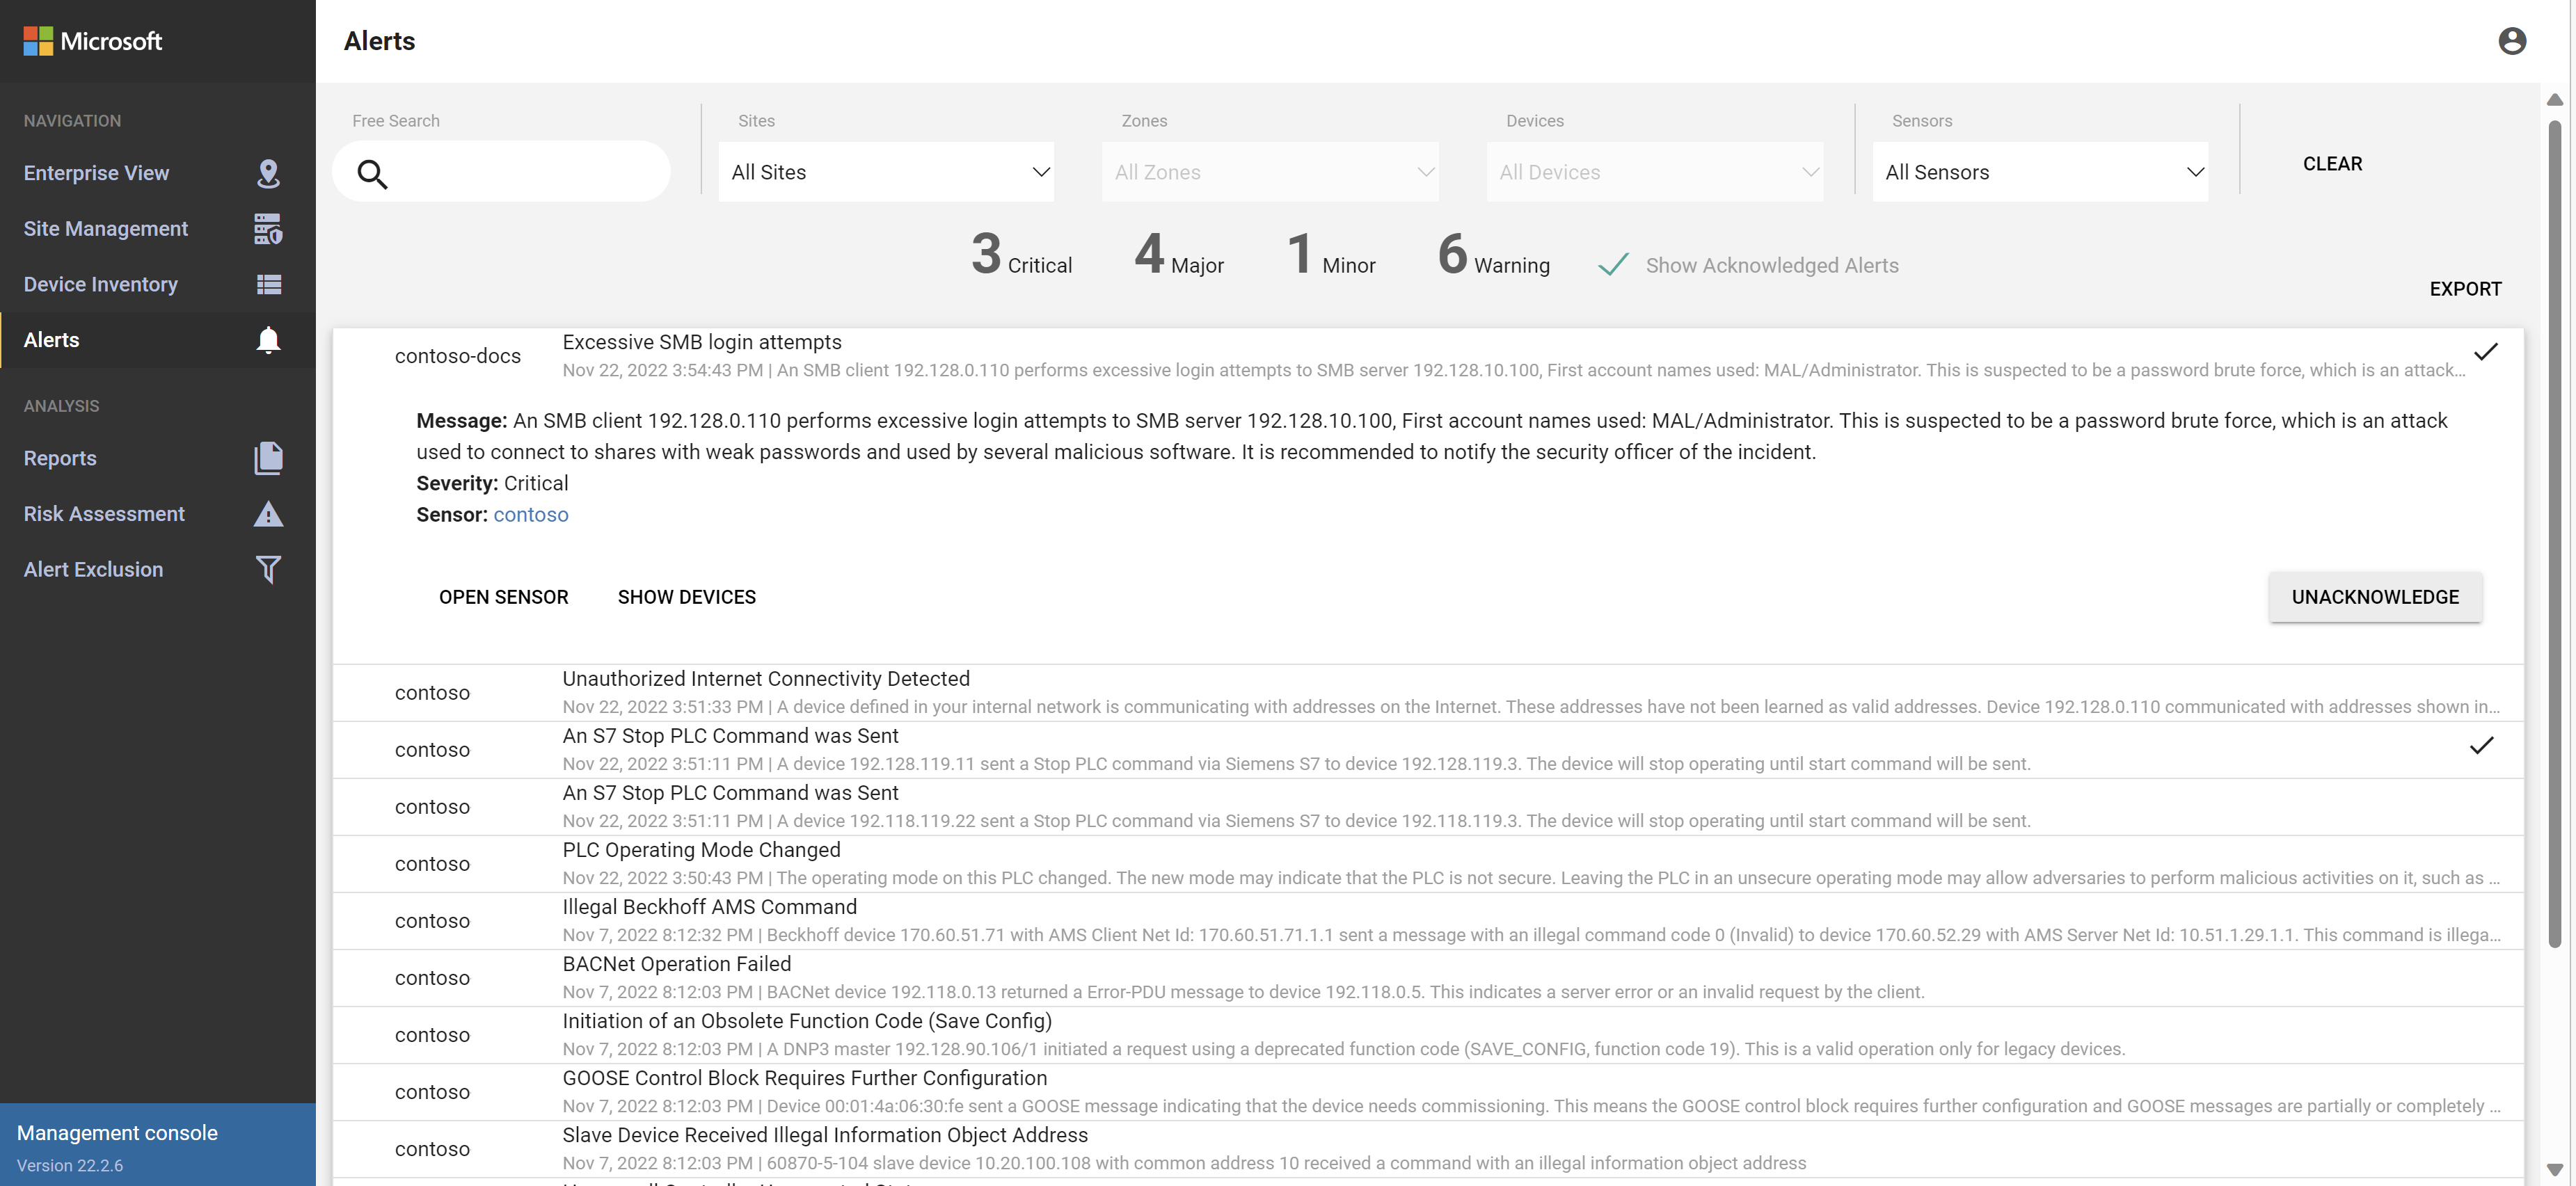 Microsoft
Alerts
NAVIGATION
Enterprise View
Site Management
Device Inventory
Alerts
ANALYSIS
Reports
Risk Assessment
Alert Exclusion
Management console
Version 22.2.6
Free Search
Sites
Zones
Devices
Sensors
All Sites
All Zones
All Devices
All Sensors
CLEAR
3 Critical
4 Major
1 Minor
6 Warning
Show Acknowledged Alerts
EXPORT
contoso-docs
Excessive SMB login attempts
Nov 22, 2022 3:54:43 PM | An SMB client 192.128.0.110 performs excessive login attempts to SMB server 192.128.10.100, First account names used: MAL/Administrator. This is suspected to be a password brute force, which is an attack...
Message: An SMB client 192.128.0.110 performs excessive login attempts to SMB server 192.128.10.100, First account names used: MAL/Administrator. This is suspected to be a password brute force, which is an attack
used to connect to shares with weak passwords and used by several malicious software. It is recommended to notify the security officer of the incident.
Severity: Critical
Sensor: contoso
OPEN SENSOR
SHOW DEVICES
UNACKNOWLEDGE
contoso
Unauthorized Internet Connectivity Detected
Nov 22, 2022 3:51:33 PM | A device defined in your internal network is communicating with addresses on the Internet. These addresses have not been learned as valid addresses. Device 192.128.0.110 communicated with addresses shown in...
contoso
An S7 Stop PLC Command was Sent
Nov 22, 2022 3:51:11 PM | A device 192.128.119.11 sent a Stop PLC command via Siemens S7 to device 192.128.119.3. The device will stop operating until start command will be sent.
contoso
An S7 Stop PLC Command was Sent
Nov 22, 2022 3:51:11 PM | A device 192.118.119.22 sent a Stop PLC command via Siemens S7 to device 192.118.119.3. The device will stop operating until start command will be sent.
contoso
PLC Operating Mode Changed
Nov 22, 2022 3:50:43 PM | The operating mode on this PLC changed. The new mode may indicate that the PLC is not secure. Leaving the PLC in an unsecure operating mode may allow adversaries to perform malicious activities on it, such as ...
contoso
Illegal Beckhoff AMS Command
Nov 7, 2022 8:12:32 PM | Beckhoff device 170.60.51.71 with AMS Client Net Id: 170.60.51.71.1.1 sent a message with an illegal command code 0 (Invalid) to device 170.60.52.29 with AMS Server Net Id: 10.51.1.29.1.1. This command is illega...
contoso
BACNet Operation Failed
Nov 7, 2022 8:12:03 PM | BACNet device 192.118.0.13 returned a Error-PDU message to device 192.118.0.5. This indicates a server error or an invalid request by the client.
contoso
Initiation of an Obsolete Function Code (Save Config)
Nov 7, 2022 8:12:03 PM | A DNP3 master 192.128.90.106/1 initiated a request using a deprecated function code (SAVE_CONFIG, function code 19). This is a valid operation only for legacy devices.
contoso
GOOSE Control Block Requires Further Configuration
Nov 7, 2022 8:12:03 PM | Device 00:01:4a:06:30:fe sent a GOOSE message indicating that the device needs commissioning. This means the GOOSE control block requires further configuration and GOOSE messages are partially or completely ...
contoso
Slave Device Received Illegal Information Object Address
Nov 7, 2022 8:12:03 PM | 60870-5-104 slave device 10.20.100.108 with common address 10 received a command with an illegal information object address